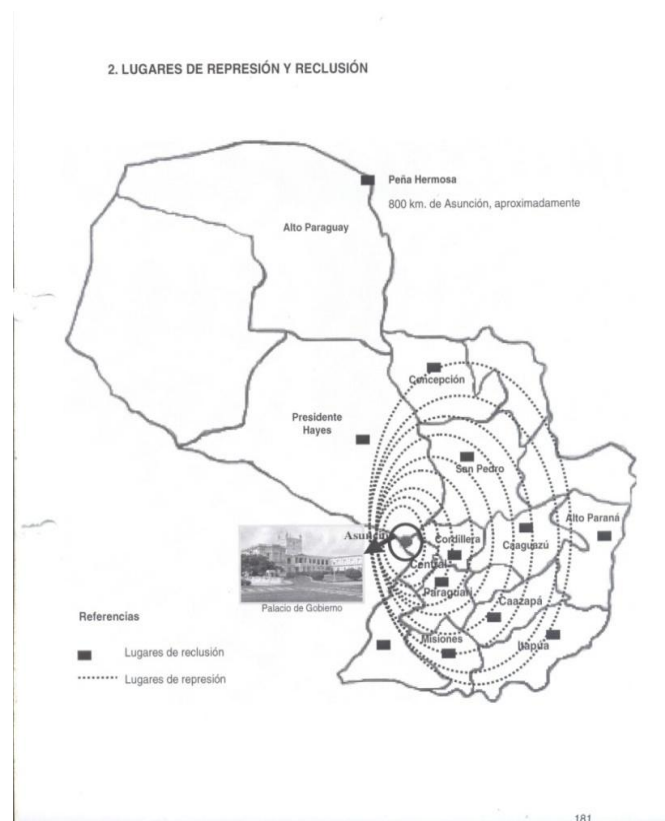 2. LUGARES DE REPRESIÓN Y RECLUSIÓN
Peña Hermosa
800 km. de Asunción, aproximadamente
Alto Paraguay
Concepción
Presidente
Hayes
San Pedro
Alto Paraná
Asunción
Cordillera
Caaguazú
Central
Paraguarí
Caazapá
Palacio de Gobierno
Referencias
Misiones
Itapúa
Lugares de reclusión
Lugares de represión
181